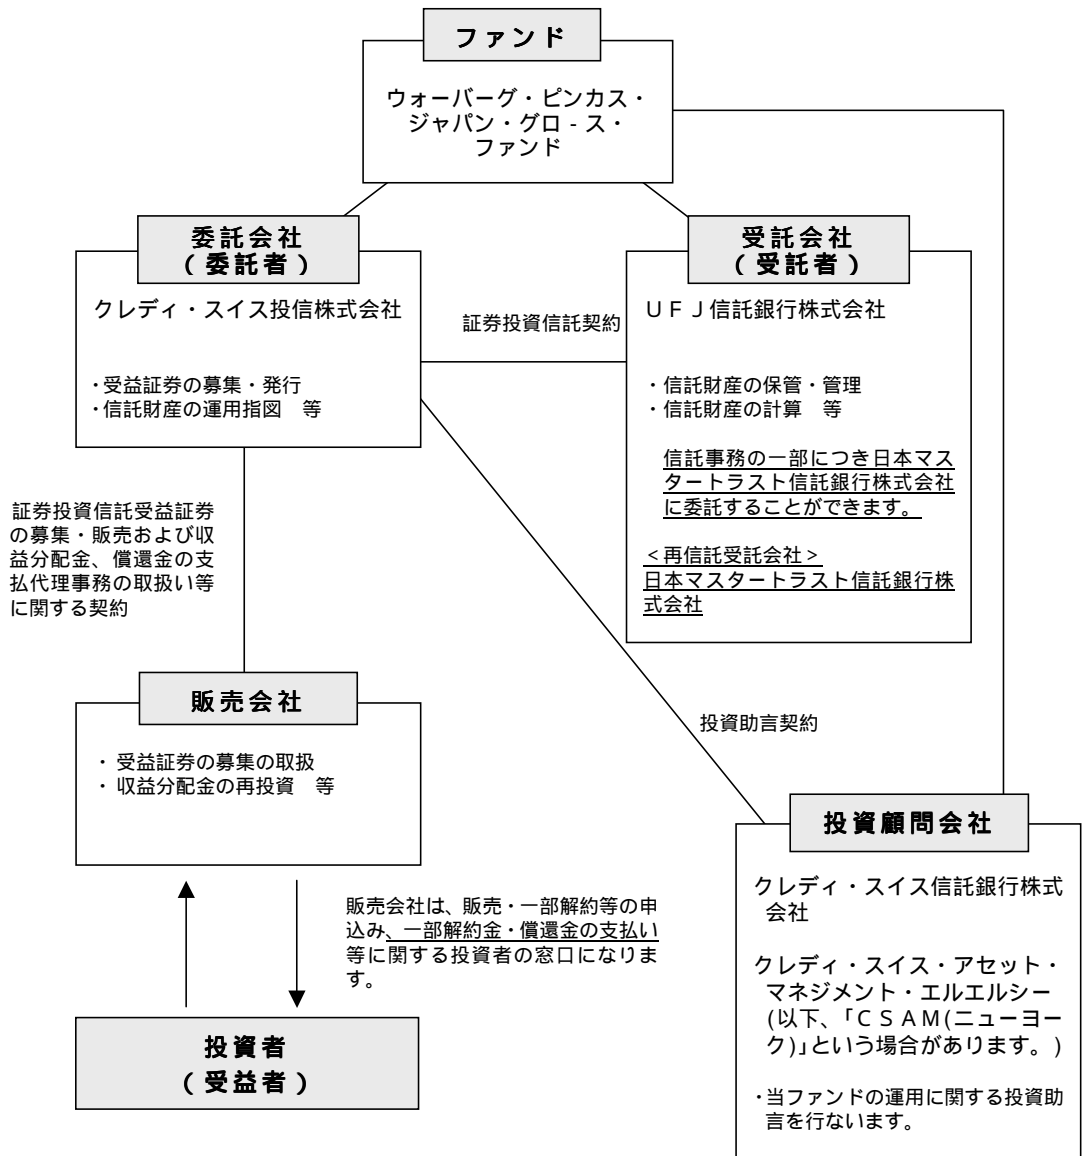 ファンド
ウォーバーグ・ピンカス・
ジャパン・グロ-ス・
ファンド
委託会社
(委託者)
クレディ・スイス投信株式会社
・受益証券の募集・発行
・信託財産の運用指図　等
証券投資信託契約
受託会社
(受託者)
ＵＦＪ信託銀行株式会社
・信託財産の保管・管理
・信託財産の計算　等
信託事務の一部につき日本マス
タートラスト信託銀行株式会社
に委託することができます。
＜再信託受託会社＞
日本マスタートラスト信託銀行株
式会社
証券投資信託受益証券
の募集・販売および収
益分配金、償還金の支
払代理事務の取扱い等
に関する契約
販売会社
・ 受益証券の募集の取扱
・ 収益分配金の再投資　等
投資助言契約
投資顧問会社
クレディ・スイス信託銀行株式
会社
クレディ・スイス・アセット・
マネジメント・エルエルシー
(以下、「ＣＳＡＭ(ニューヨー
ク)」という場合があります。)
・当ファンドの運用に関する投資助
言を行ないます。
販売会社は、販売・一部解約等の申
込み、一部解約金・償還金の支払い
等に関する投資者の窓口になりま
す。
投資者
(受益者)